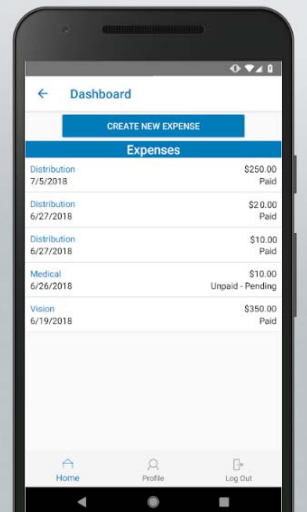 Dashboard
CREATE NEW EXPENSE
Expenses
Distribution $250.00
7/5/2018 Paid
Distribution $20.00
6/27/2018 Paid
Distribution $10.00
6/27/2018 Paid
Medical $10.00
6/26/2018 Unpaid - Pending
Vision $350.00
6/19/2018 Paid
Home Profile Log Out